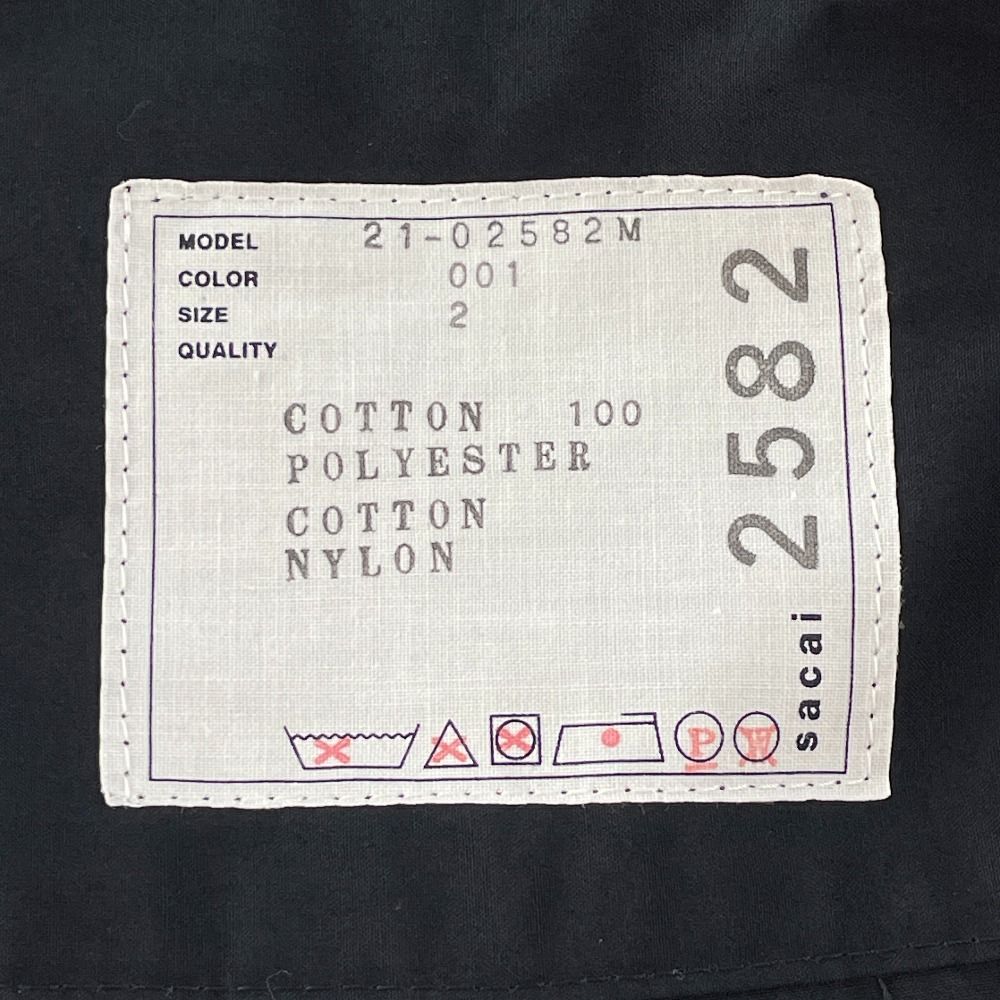 MODEL 21-02582M
COLOR 001
SIZE 2
QUALITY
COTTON 100
POLYESTER
COTTON
NYLON
P W
sacai 2582